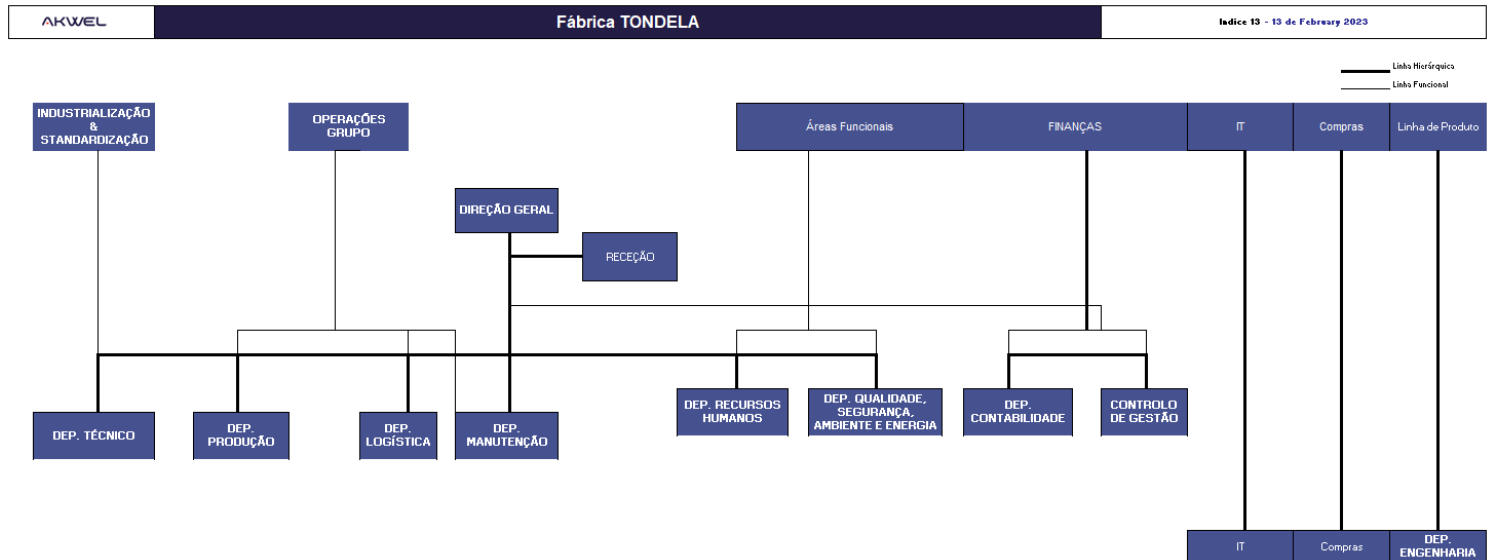 AKWEL
Fábrica TONDELA
Indice 13 - 13 de February 2023
Linha Hierárquica
Linha Funcional
INDUSTRIALIZAÇÃO
&
STANDARDIZAÇÃO
OPERAÇÕES
GRUPO
Áreas Funcionais
FINANÇAS
IT
Compras
Linha de Produto
DIREÇÃO GERAL
RECEÇÃO
DEP. TÉCNICO
DEP.
PRODUÇÃO
DEP.
LOGÍSTICA
DEP.
MANUTENÇÃO
DEP. RECURSOS
HUMANOS
DEP. QUALIDADE,
SEGURANÇA,
AMBIENTE E ENERGIA
DEP.
CONTABILIDADE
CONTROLO
DE GESTÃO
IT
Compras
DEP.
ENGENHARIA